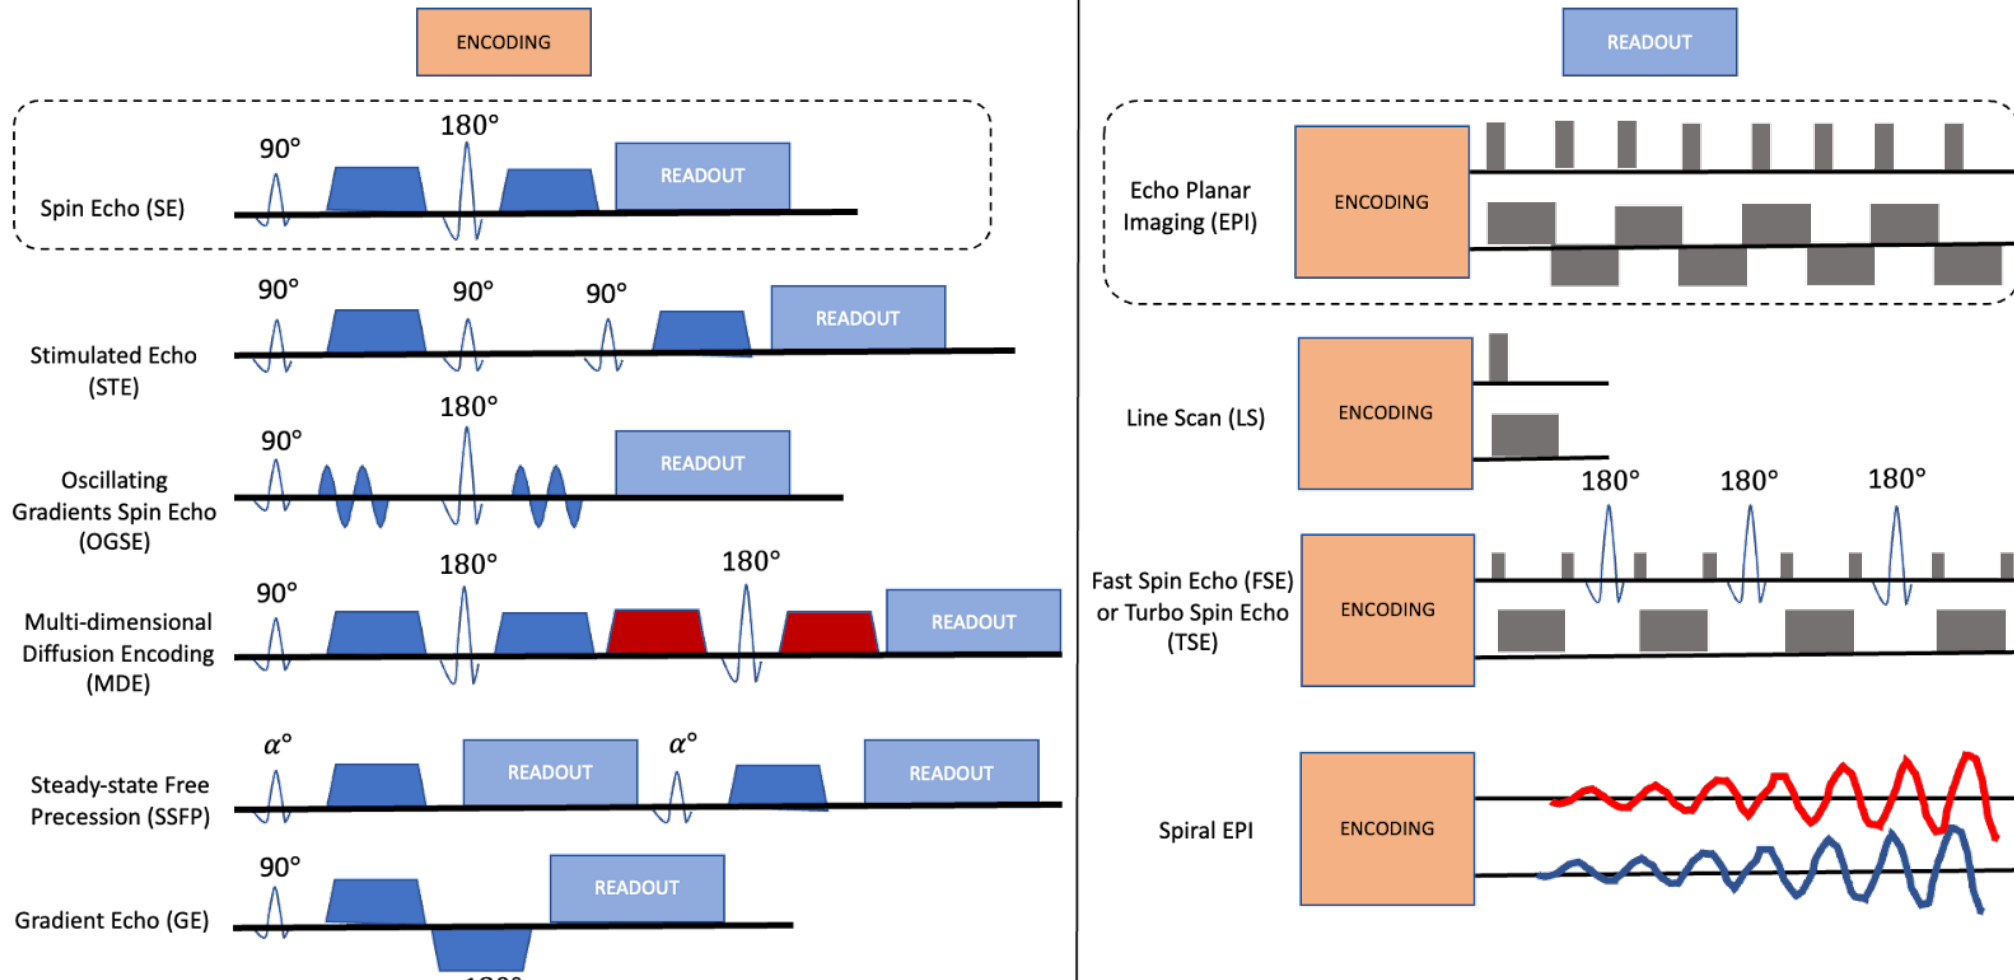 ENCODING
90°
180°
READOUT
Spin Echo (SE)
90°
90°
90°
READOUT
Stimulated Echo
(STE)
180°
90°
READOUT
Oscillating
Gradients Spin Echo
(OGSE)
180°
180°
90°
READOUT
Multi-dimensional
Diffusion Encoding
(MDE)
α°
READOUT
α°
READOUT
Steady-state Free
Precession (SSFP)
90°
READOUT
Gradient Echo (GE)
READOUT
Echo Planar
Imaging (EPI)
ENCODING
Line Scan (LS)
ENCODING
180°
180°
180°
Fast Spin Echo (FSE)
or Turbo Spin Echo
(TSE)
ENCODING
Spiral EPI
ENCODING